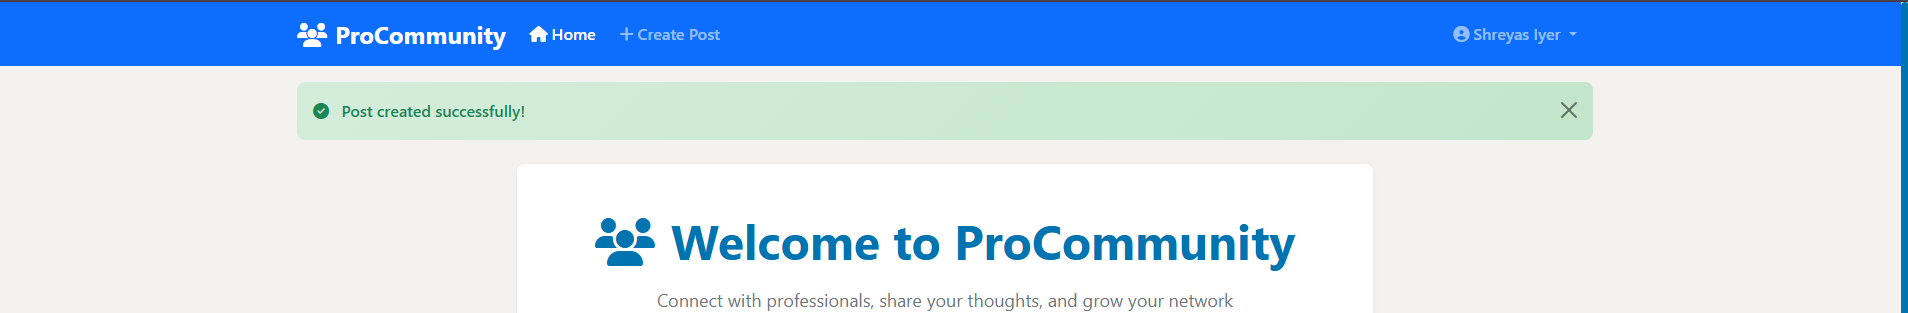 ProCommunity Home Create Post Shreyas Iyer
Post created successfully!
Welcome to ProCommunity
Connect with professionals, share your thoughts, and grow your network